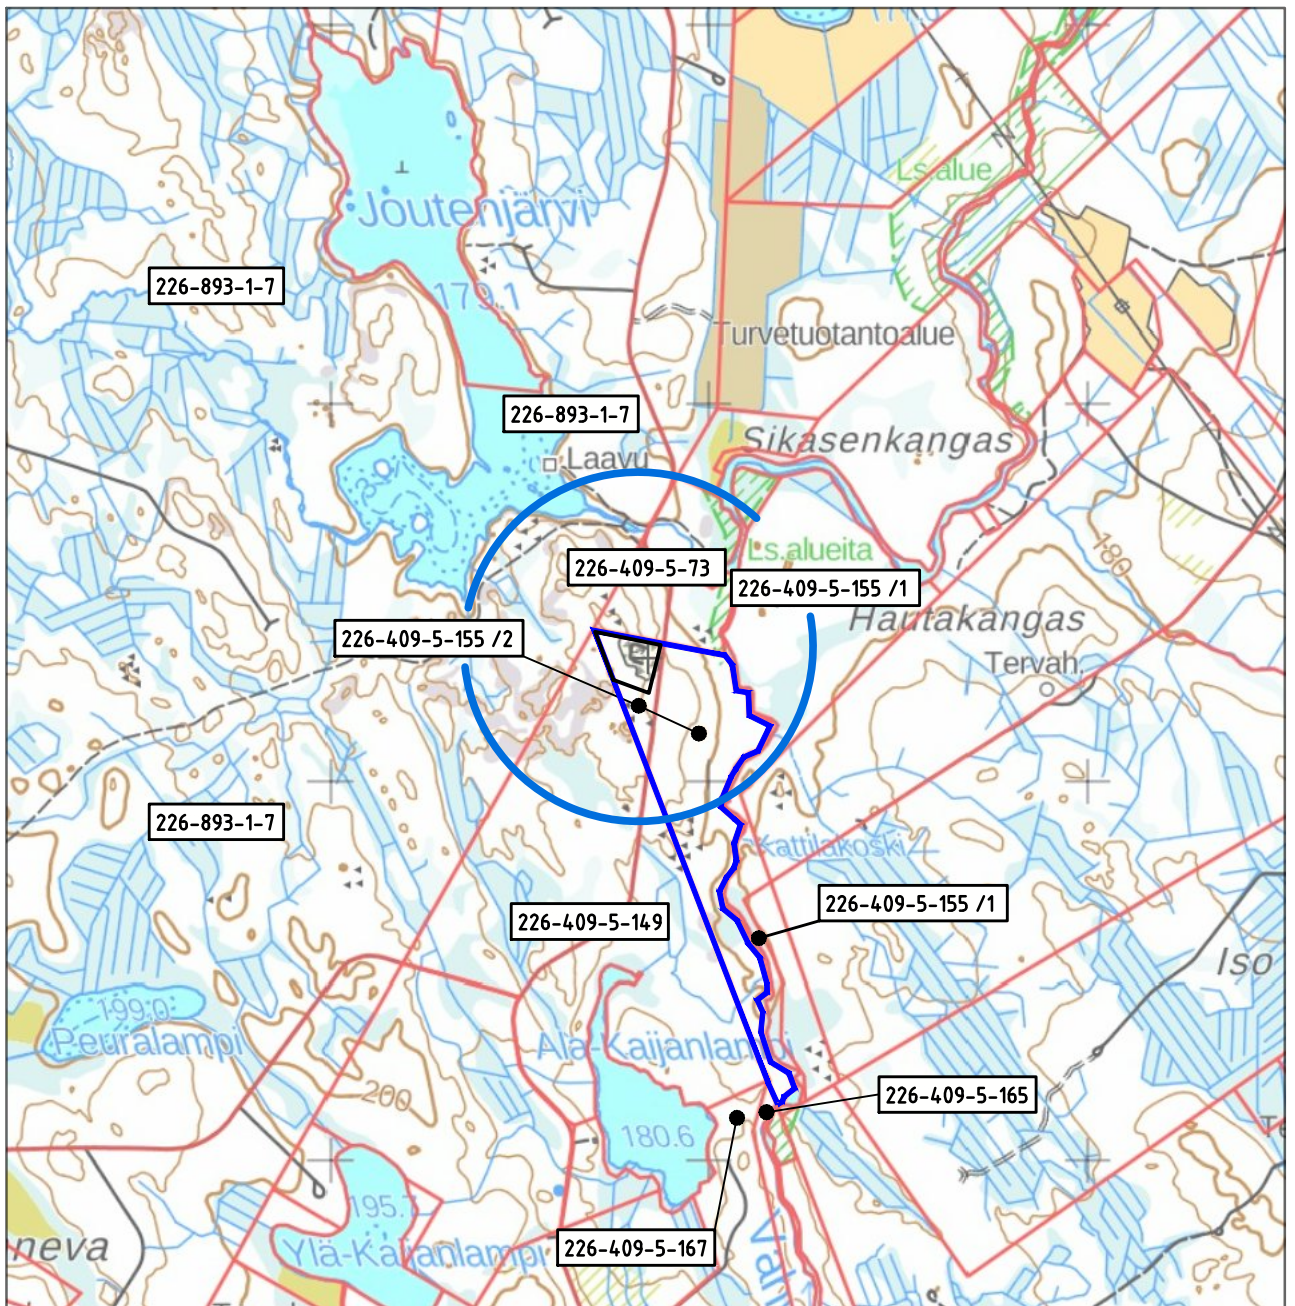 Ls.alue
Joutenjärvi
226-893-1-7
179.1
Turvetuotantoalue
226-893-1-7
Sikasenkangas
Laavu
Ls.alueita
180
226-409-5-73
226-409-5-155 /1
Hautakangas
226-409-5-155 /2
Tervah.
226-893-1-7
Kattilakoski
226-409-5-155 /1
226-409-5-149
Iso
199.0
Peuralampi
Ala-Kaijanlampi
200
226-409-5-165
180.6
195.7
neva
Ylä-Kaijanlampi
226-409-5-167